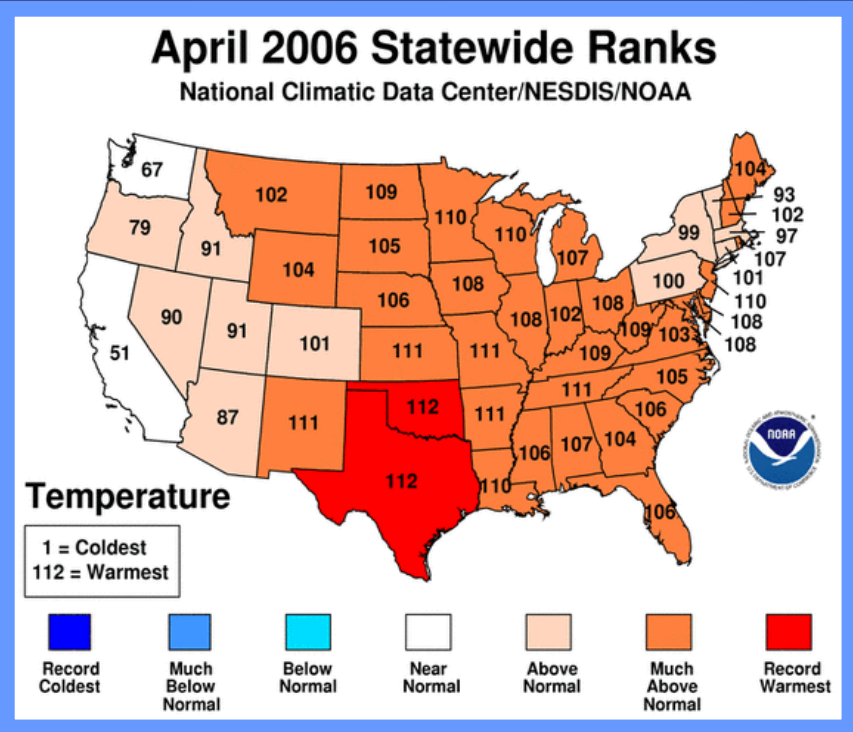 April 2006 Statewide Ranks
National Climatic Data Center/NESDIS/NOAA
67
102
109
110
104
93
102
97
107
101
110
108
108
79
91
104
105
110
107
99
100
51
90
91
101
106
108
108
102
108
109
103
111
111
109
105
87
111
112
111
111
106
112
110
106
107
104
106
NOAA
Temperature
1 = Coldest
112 = Warmest
Record
Coldest
Much
Below
Normal
Below
Normal
Near
Normal
Above
Normal
Much
Above
Normal
Record
Warmest